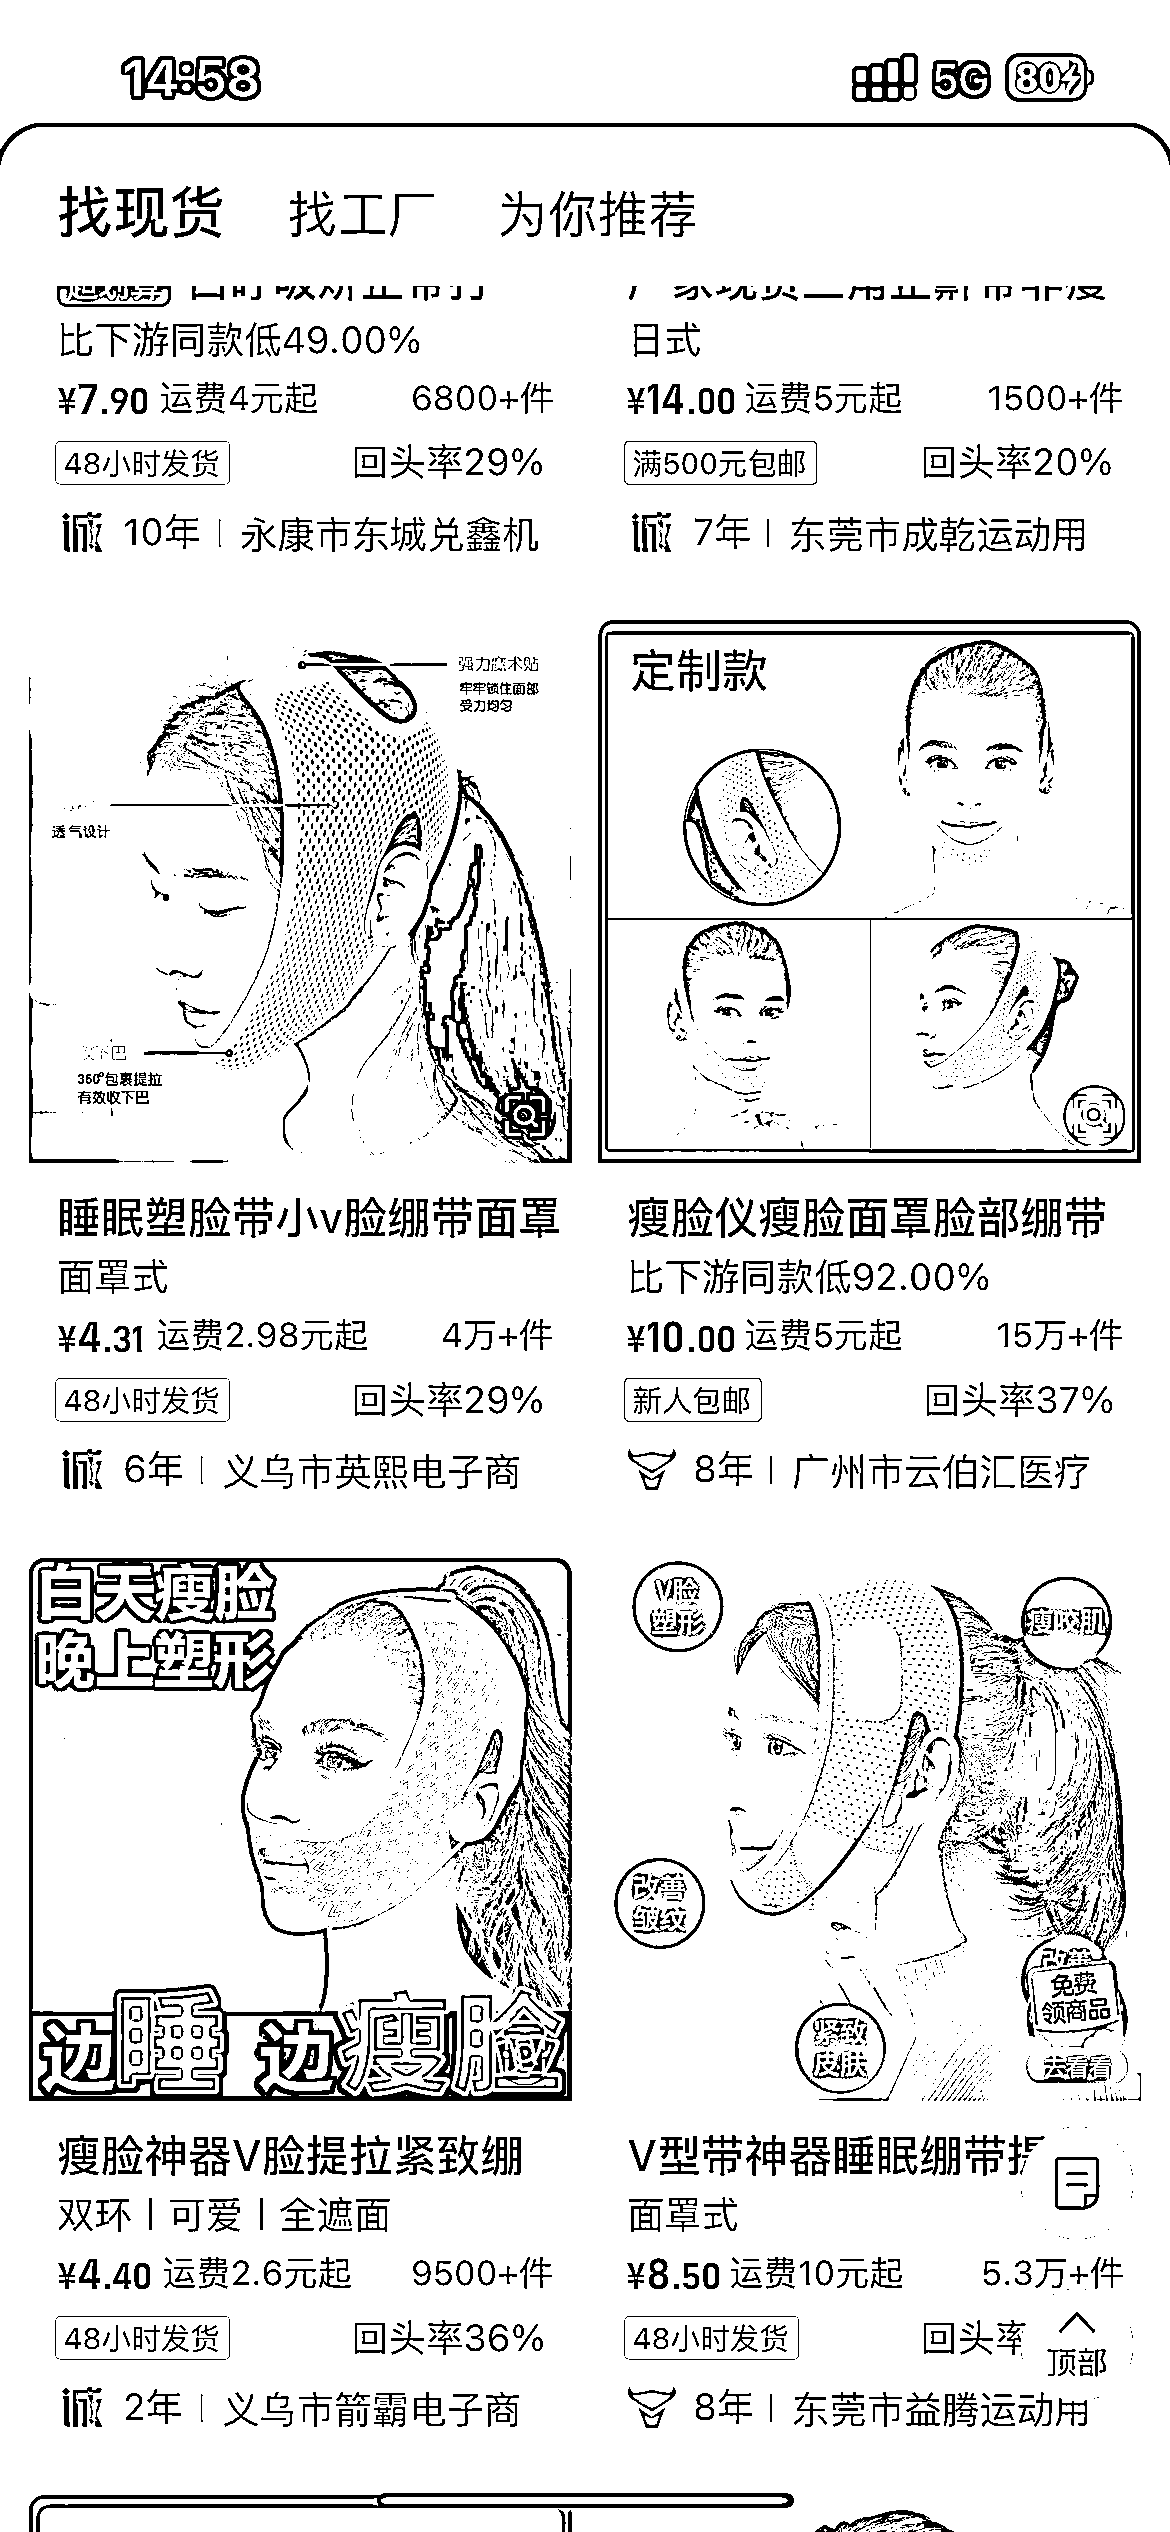 14:58
5G 80
找现货 找工厂 为你推荐
比下游同款低49.00%
¥7.90 运费4元起 6800+件
48小时发货 回头率29%
诚 10年 | 永康市东城兑鑫机
日式
¥14.00 运费5元起 1500+件
满500元包邮 回头率20%
诚 7年 | 东莞市成乾运动用
强力魔术贴
牢牢锁住面部
受力均匀
透气设计
360°包裹提拉
有效收下巴
睡眠塑脸带小v脸绷带面罩
面罩式
¥4.31 运费2.98元起 4万+件
48小时发货 回头率29%
诚 6年 | 义乌市英熙电子商
定制款
瘦脸仪瘦脸面罩脸部绷带
比下游同款低92.00%
¥10.00 运费5元起 15万+件
新人包邮 回头率37%
8年 | 广州市云伯汇医疗
白天瘦脸
晚上塑形
边睡 边瘦脸
瘦脸神器V脸提拉紧致绷
双环 | 可爱 | 全遮面
¥4.40 运费2.6元起 9500+件
48小时发货 回头率36%
诚 2年 | 义乌市箭霸电子商
V脸
塑形
瘦咬肌
改善
皱纹
改善
免费
领商品
去看看
紧致
皮肤
V型带神器睡眠绷带提
面罩式
¥8.50 运费10元起 5.3万+件
48小时发货 回头率
8年 | 东莞市益腾运动用
顶部